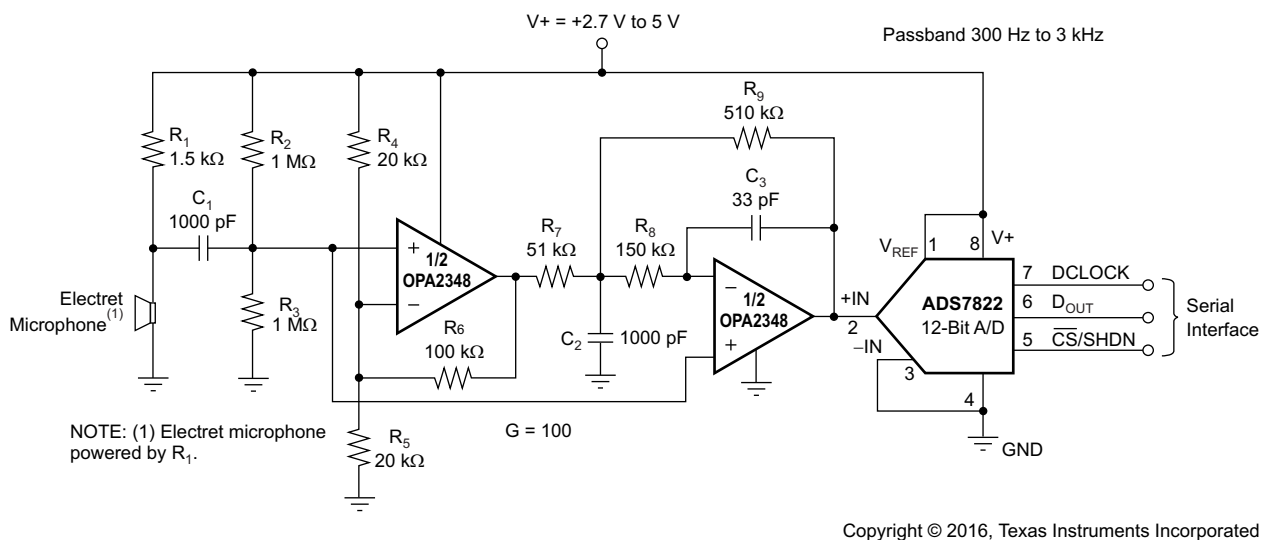 V+ = +2.7 V to 5 V
Passband 300 Hz to 3 kHz
R1
1.5 kΩ
R2
1 MΩ
R4
20 kΩ
R9
510 kΩ
C3
33 pF
C1
1000 pF
R7
51 kΩ
R8
150 kΩ
+
1/2
OPA2348
−
VREF
1
8
V+
7
DCLOCK
Electret
Microphone(1)
R3
1 MΩ
R6
100 kΩ
C2
1000 pF
−
1/2
OPA2348
+
+IN
2
−IN
3
ADS7822
12-Bit A/D
6
DOUT
5
CS/SHDN
Serial
Interface
4
GND
NOTE: (1) Electret microphone
powered by R1.
R5
20 kΩ
G = 100
Copyright © 2016, Texas Instruments Incorporated